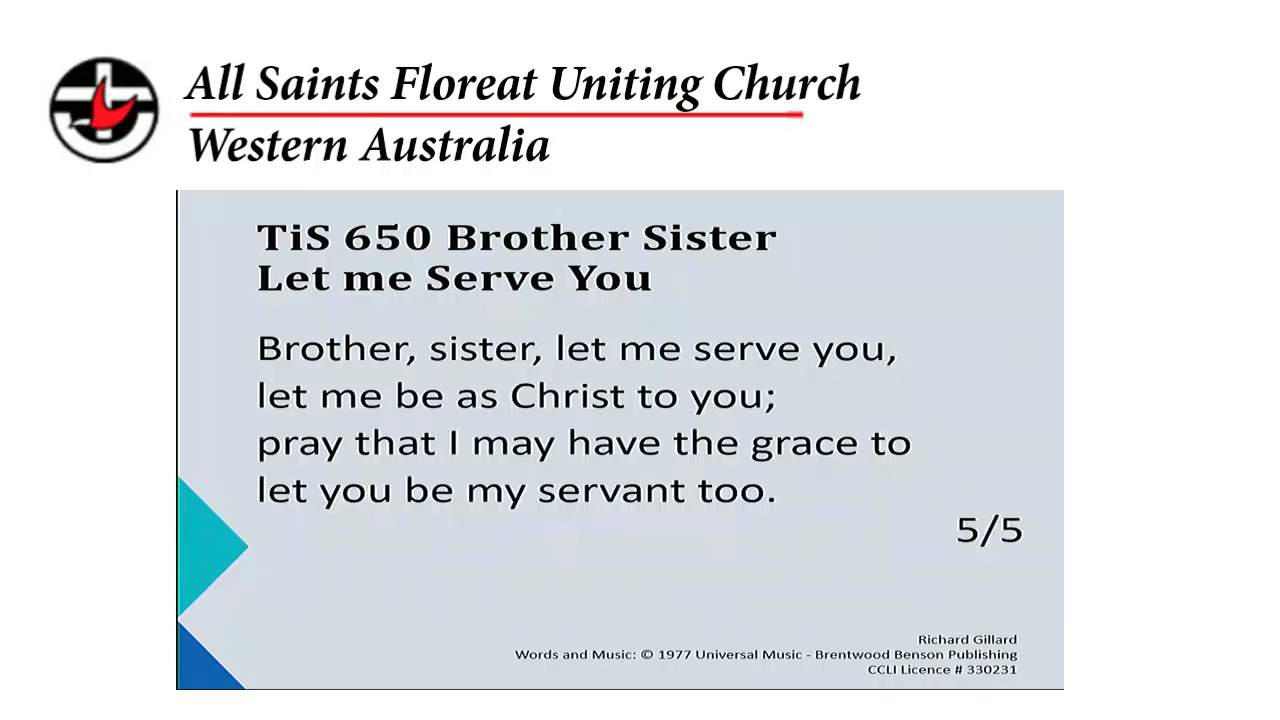 All Saints Floreat Uniting Church
Western Australia
TiS 650 Brother Sister
Let me Serve You
Brother, sister, let me serve you,
let me be as Christ to you;
pray that I may have the grace to
let you be my servant too.
5/5
Richard Gillard
Words and Music: © 1977 Universal Music - Brentwood Benson Publishing
CCLI Licence # 330231